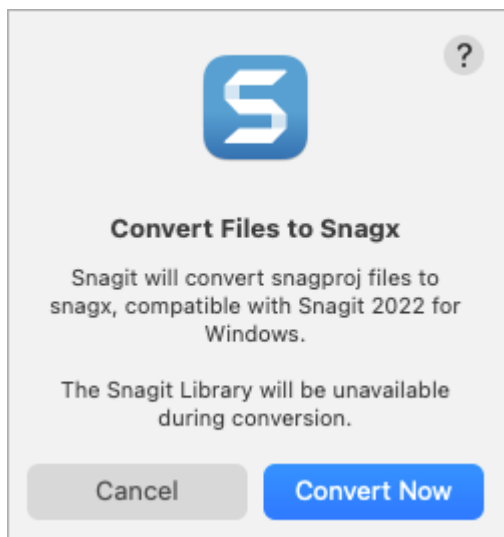 ?
Convert Files to Snagx
Snagit will convert snagproj files to
snagx, compatible with Snagit 2022 for
Windows.
The Snagit Library will be unavailable
during conversion.
Cancel
Convert Now